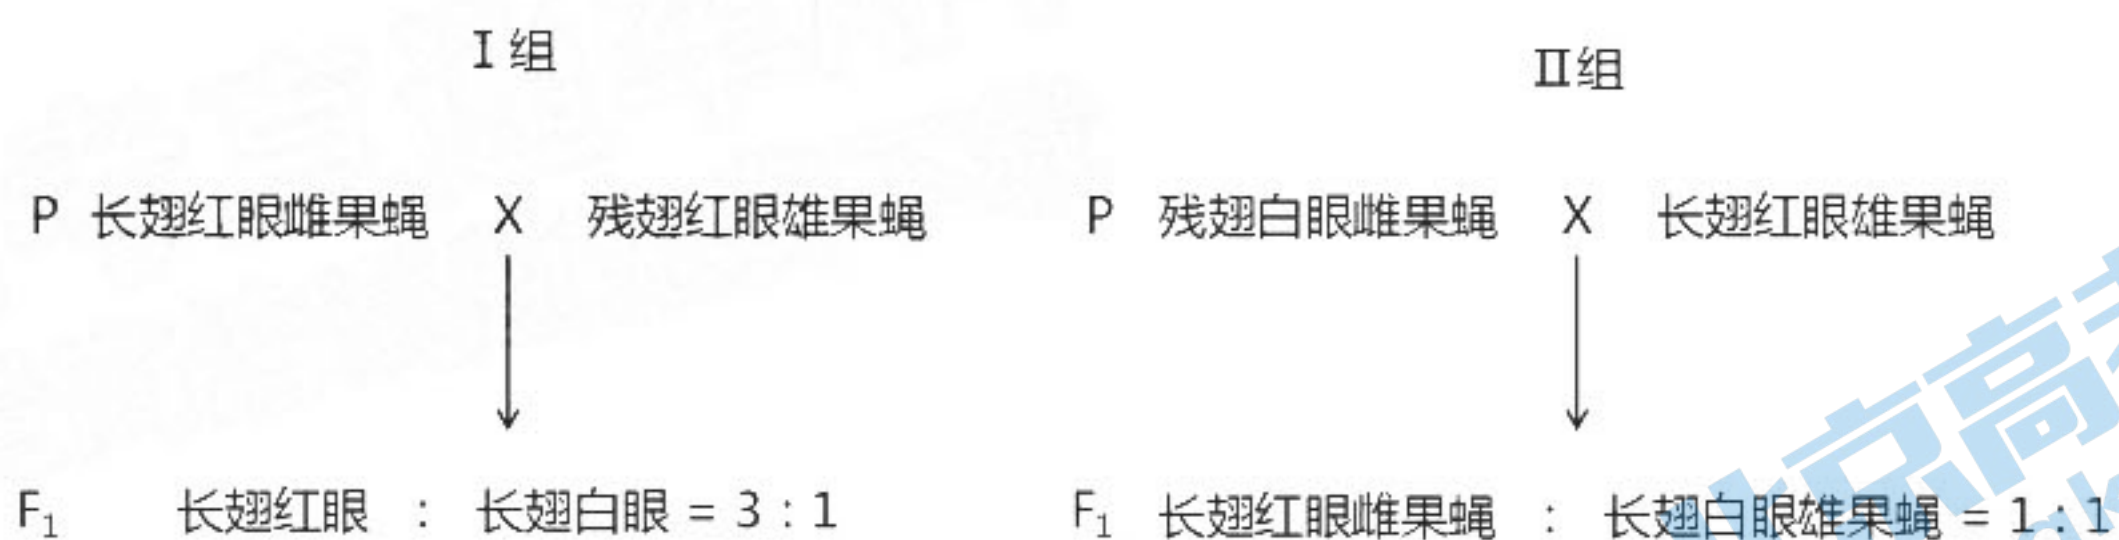 I 组
II组
P 长翅红眼雌果蝇 X 残翅红眼雄果蝇
P 残翅白眼雌果蝇 X 长翅红眼雄果蝇
F₁ 长翅红眼 : 长翅白眼 = 3 : 1
F₁ 长翅红眼雌果蝇 : 长翅白眼雄果蝇 = 1 : 1
京高